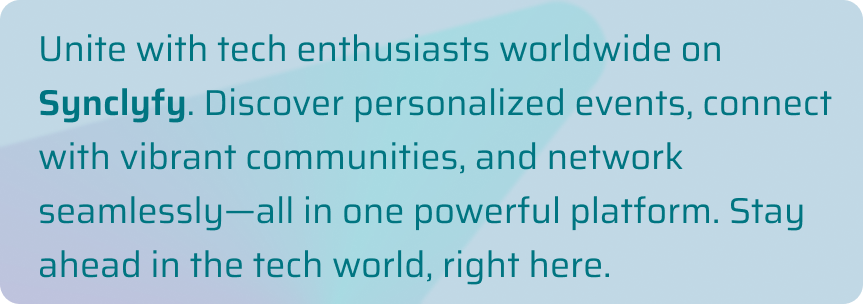 Unite with tech enthusiasts worldwide on
Synclyfy. Discover personalized events, connect
with vibrant communities, and network
seamlessly—all in one powerful platform. Stay
ahead in the tech world, right here.